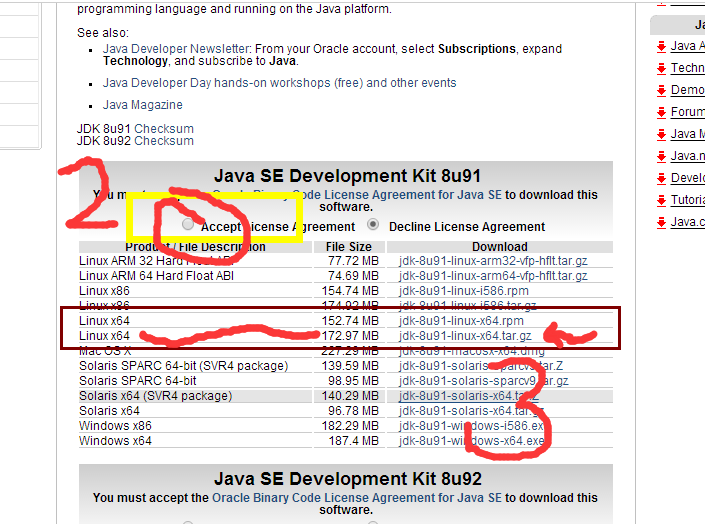 programming language and running on the Java platform.
See also:
Java Developer Newsletter: From your Oracle account, select Subscriptions, expand
Technology, and subscribe to Java.
Java Developer Day hands-on workshops (free) and other events
Java Magazine
JDK 8u91 Checksum
JDK 8u92 Checksum
2
Java SE Development Kit 8u91
You must Oracle Binary Code License Agreement for Java SE to download this
software.
Accept License Agreement Decline License Agreement
Product / File Description File Size Download
Linux ARM 32 Hard Float ABI 77.72 MB jdk-8u91-linux-arm32-vfp-hflt.tar.gz
Linux ARM 64 Hard Float ABI 74.69 MB jdk-8u91-linux-arm64-vfp-hflt.tar.gz
Linux x86 154.74 MB jdk-8u91-linux-i586.rpm
Linux x86 174.92 MB jdk-8u91-linux-i586.tar.gz
Linux x64 152.74 MB jdk-8u91-linux-x64.rpm
Linux x64 172.97 MB jdk-8u91-linux-x64.tar.gz
Mac OS X 227.29 MB jdk-8u91-macosx-x64.dmg
Solaris SPARC 64-bit (SVR4 package) 139.59 MB jdk-8u91-solaris-sparcv9.tar.Z
Solaris SPARC 64-bit 98.95 MB jdk-8u91-solaris-sparcv9.tar.gz
Solaris x64 (SVR4 package) 140.29 MB jdk-8u91-solaris-x64.tar.Z
Solaris x64 96.78 MB jdk-8u91-solaris-x64.tar.gz
Windows x86 182.29 MB jdk-8u91-windows-i586.exe
Windows x64 187.4 MB jdk-8u91-windows-x64.exe
3
Java SE Development Kit 8u92
You must accept the Oracle Binary Code License Agreement for Java SE to download this
software.
Java
Demo
Forum
Java M
Java.n
Develo
Tutoria
Java.c